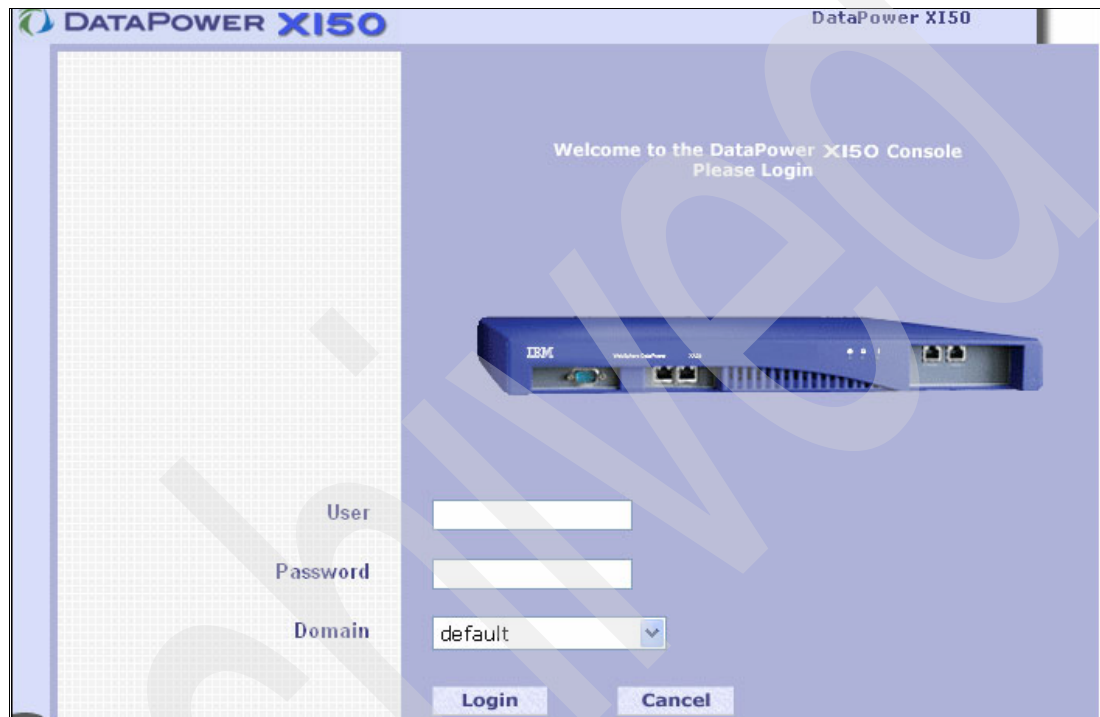 DATAPOWER XI50
DataPower XI50
Welcome to the DataPower XI50 Console
Please Login
IBM
User
Password
Domain
default
Login
Cancel